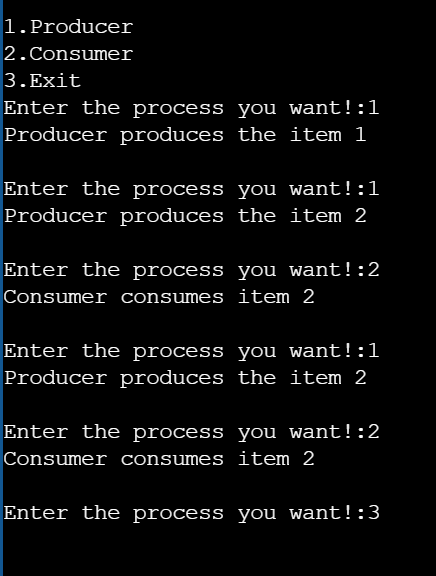 1.Producer
2.Consumer
3.Exit
Enter the process you want!:1
Producer produces the item 1
Enter the process you want!:1
Producer produces the item 2
Enter the process you want!:2
Consumer consumes item 2
Enter the process you want!:1
Producer produces the item 2
Enter the process you want!:2
Consumer consumes item 2
Enter the process you want!:3